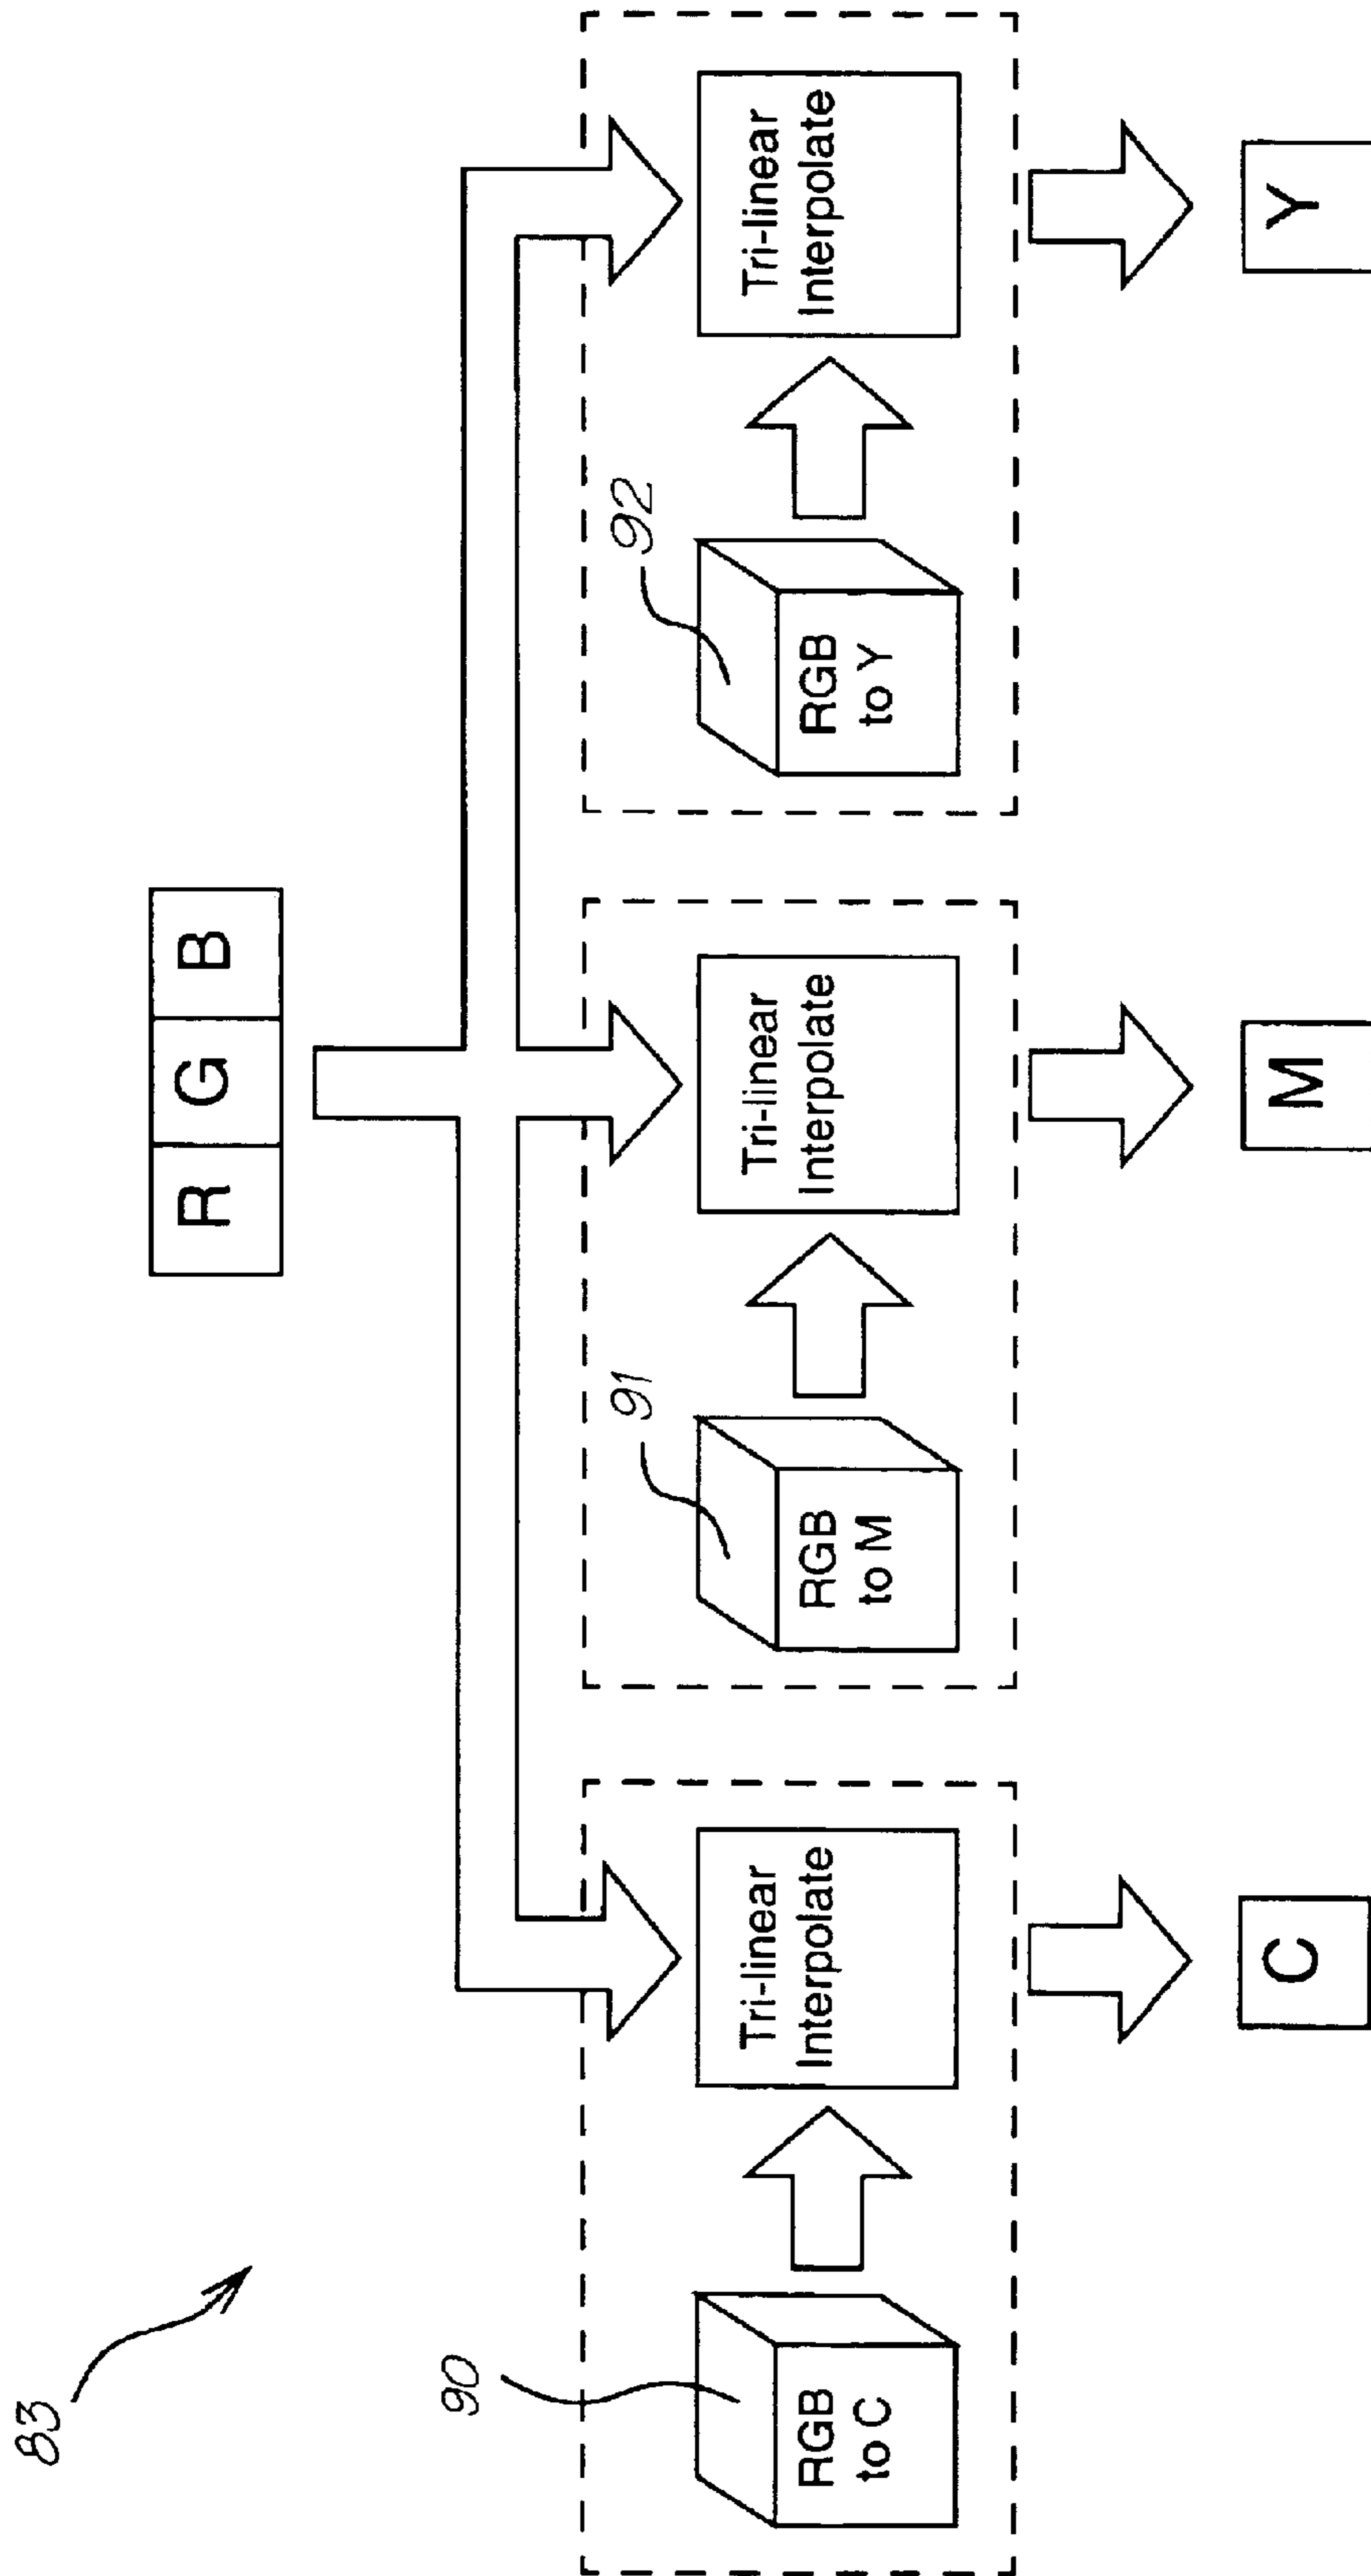 83
R G B
90
RGB
to C
Tri-linear
Interpolate
91
RGB
to M
Tri-linear
Interpolate
92
RGB
to Y
Tri-linear
Interpolate
C
M
Y